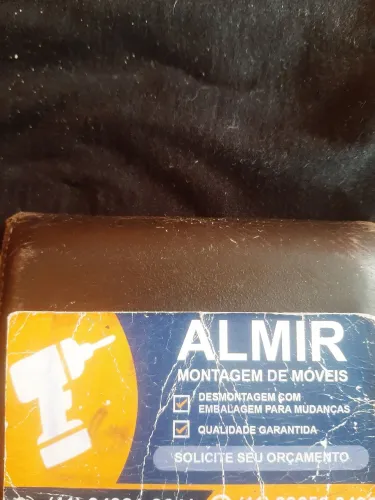 ALMIR
MONTAGEM DE MÓVEIS
DESMONTAGEM COM
EMBALAGEM PARA MUDANÇAS
QUALIDADE GARANTIDA
SOLICITE SEU ORÇAMENTO